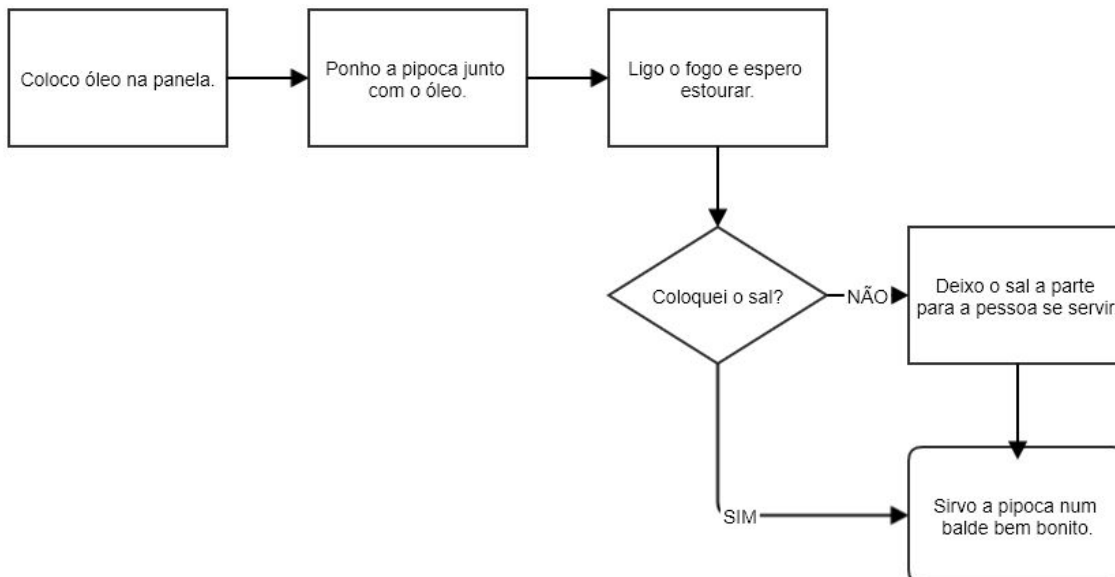 Coloco óleo na panela.
Ponho a pipoca junto
com o óleo.
Ligo o fogo e espero
estourar.
Coloquei o sal?
NÃO
Deixo o sal a parte
para a pessoa se servir
SIM
Sirvo a pipoca num
balde bem bonito.